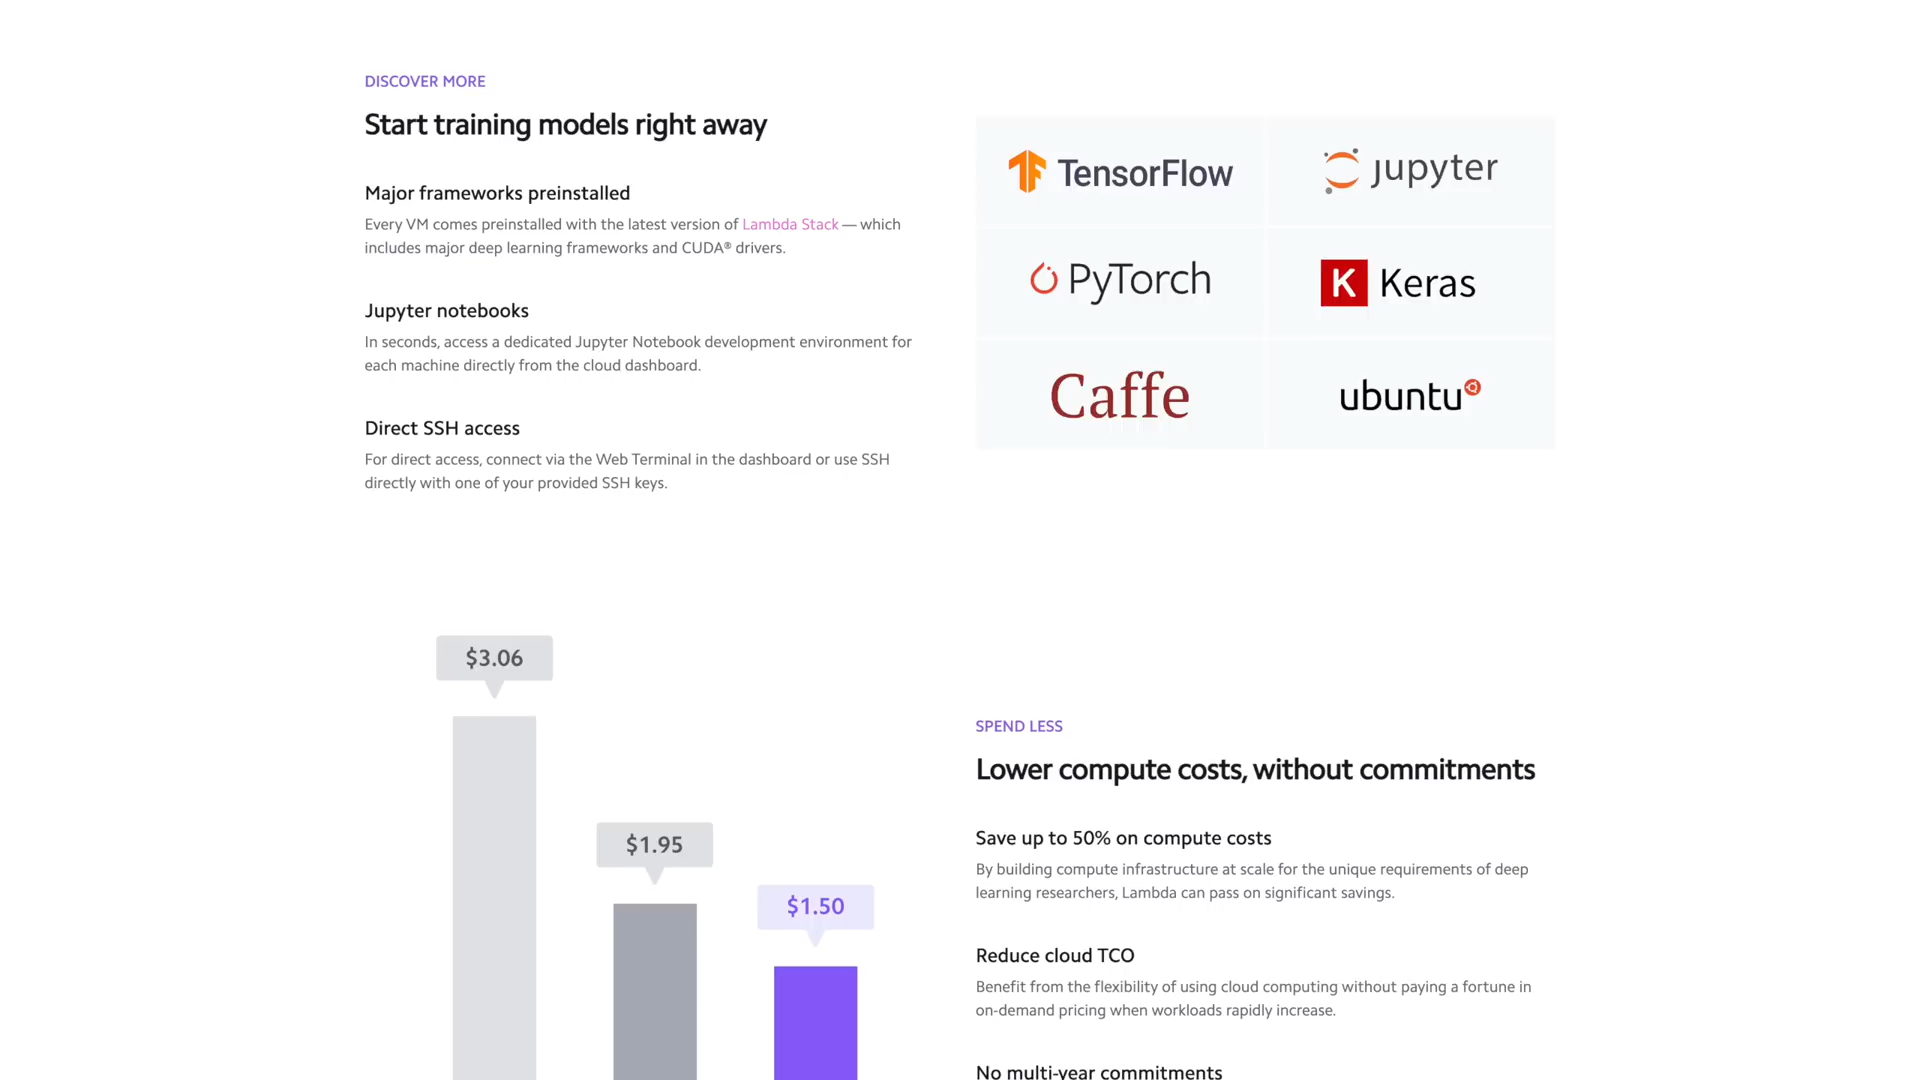 DISCOVER MORE
Start training models right away
Major frameworks preinstalled
Every VM comes preinstalled with the latest version of Lambda Stack — which
includes major deep learning frameworks and CUDA® drivers.
Jupyter notebooks
In seconds, access a dedicated Jupyter Notebook development environment for
each machine directly from the cloud dashboard.
Direct SSH access
For direct access, connect via the Web Terminal in the dashboard or use SSH
directly with one of your provided SSH keys.
TensorFlow
jupyter
PyTorch
K Keras
Caffe
ubuntu
$3.06
$1.95
$1.50
SPEND LESS
Lower compute costs, without commitments
Save up to 50% on compute costs
By building compute infrastructure at scale for the unique requirements of deep
learning researchers, Lambda can pass on significant savings.
Reduce cloud TCO
Benefit from the flexibility of using cloud computing without paying a fortune in
on-demand pricing when workloads rapidly increase.
No multi-year commitments